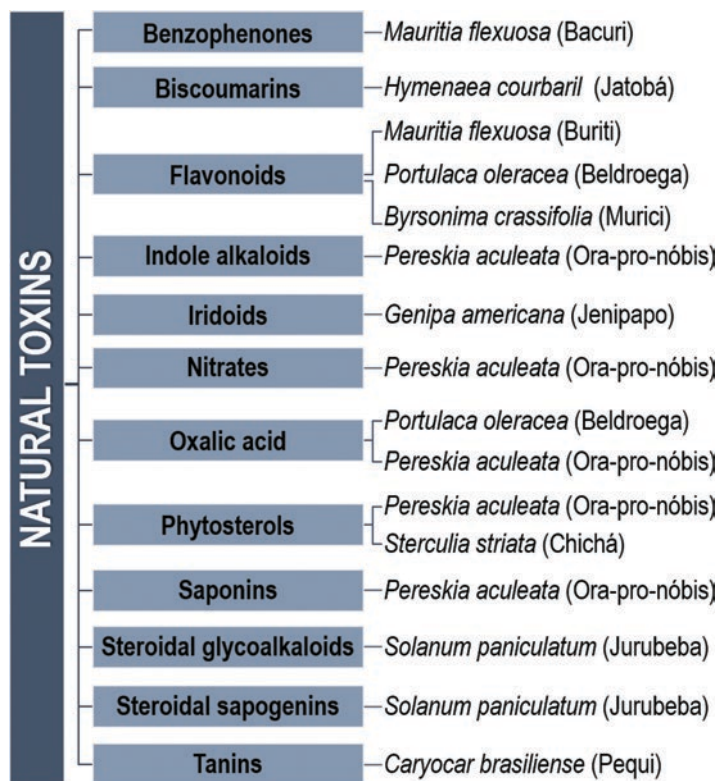 NATURAL TOXINS
Benzophenones
Mauritia flexuosa (Bacuri)
Biscoumarins
Hymenaea courbaril (Jatobá)
Flavonoids
Mauritia flexuosa (Buriti)
Portulaca oleracea (Beldroega)
Byrsonima crassifolia (Murici)
Indole alkaloids
Pereskia aculeata (Ora-pro-nóbis)
Iridoids
Genipa americana (Jenipapo)
Nitrates
Pereskia aculeata (Ora-pro-nóbis)
Oxalic acid
Portulaca oleracea (Beldroega)
Pereskia aculeata (Ora-pro-nóbis)
Phytosterols
Pereskia aculeata (Ora-pro-nóbis)
Sterculia striata (Chichá)
Saponins
Pereskia aculeata (Ora-pro-nóbis)
Steroidal glycoalkaloids
Solanum paniculatum (Jurubeba)
Steroidal sapogenins
Solanum paniculatum (Jurubeba)
Tanins
Caryocar brasiliense (Pequi)